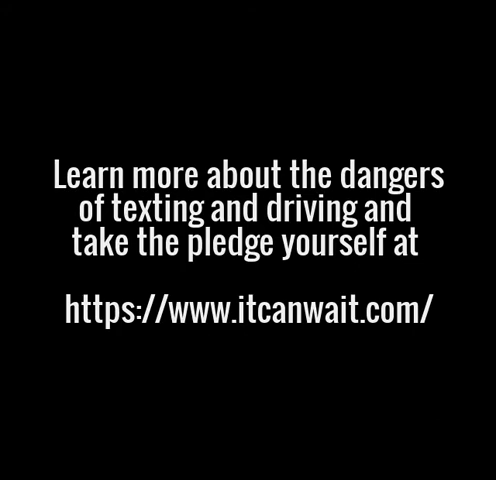 Learn more about the dangers
of texting and driving and
take the pledge yourself at
https://www.itcanwait.com/